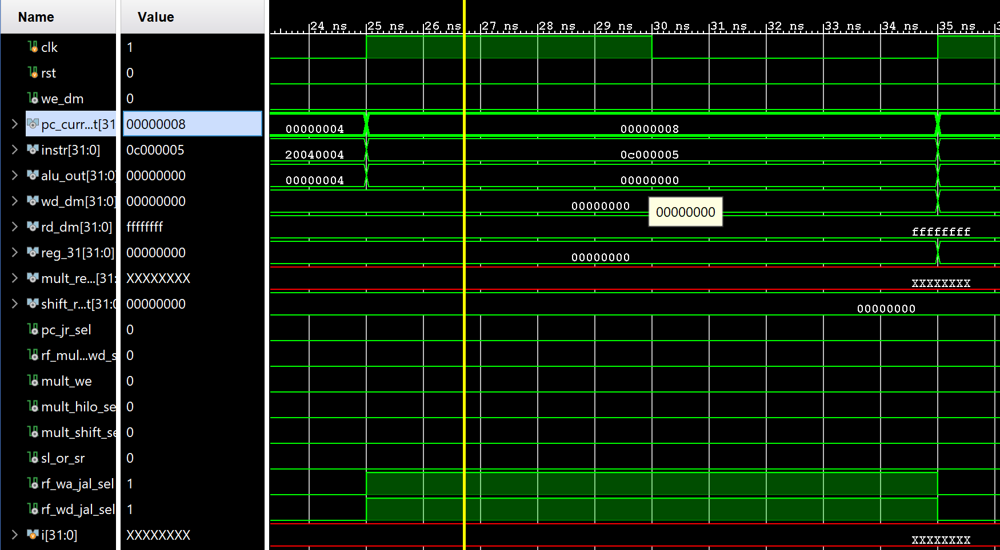 Name Value
24 ns 25 ns 26 ns 27 ns 28 ns 29 ns 30 ns 31 ns 32 ns 33 ns 34 ns 35 ns
clk 1
rst 0
we_dm 0
pc_curr...t[31 00000008 00000004 00000008
instr[31:0] 0c000005 20040004 0c000005
alu_out[31:0] 00000000 00000004 00000000
wd_dm[31:0] 00000000 00000000 00000000
rd_dm[31:0] ffffffff ffffffff
reg_31[31:0] 00000000 00000000
mult_re...[31: XXXXXXXX XXXXXXXX
shift_r...t[31:0 00000000 00000000
pc_jr_sel 0
rf_mul...wd_s 0
mult_we 0
mult_hilo_se 0
mult_shift_se 0
sl_or_sr 0
rf_wa_jal_sel 1
rf_wd_jal_sel 1
i[31:0] XXXXXXXX XXXXXXXX